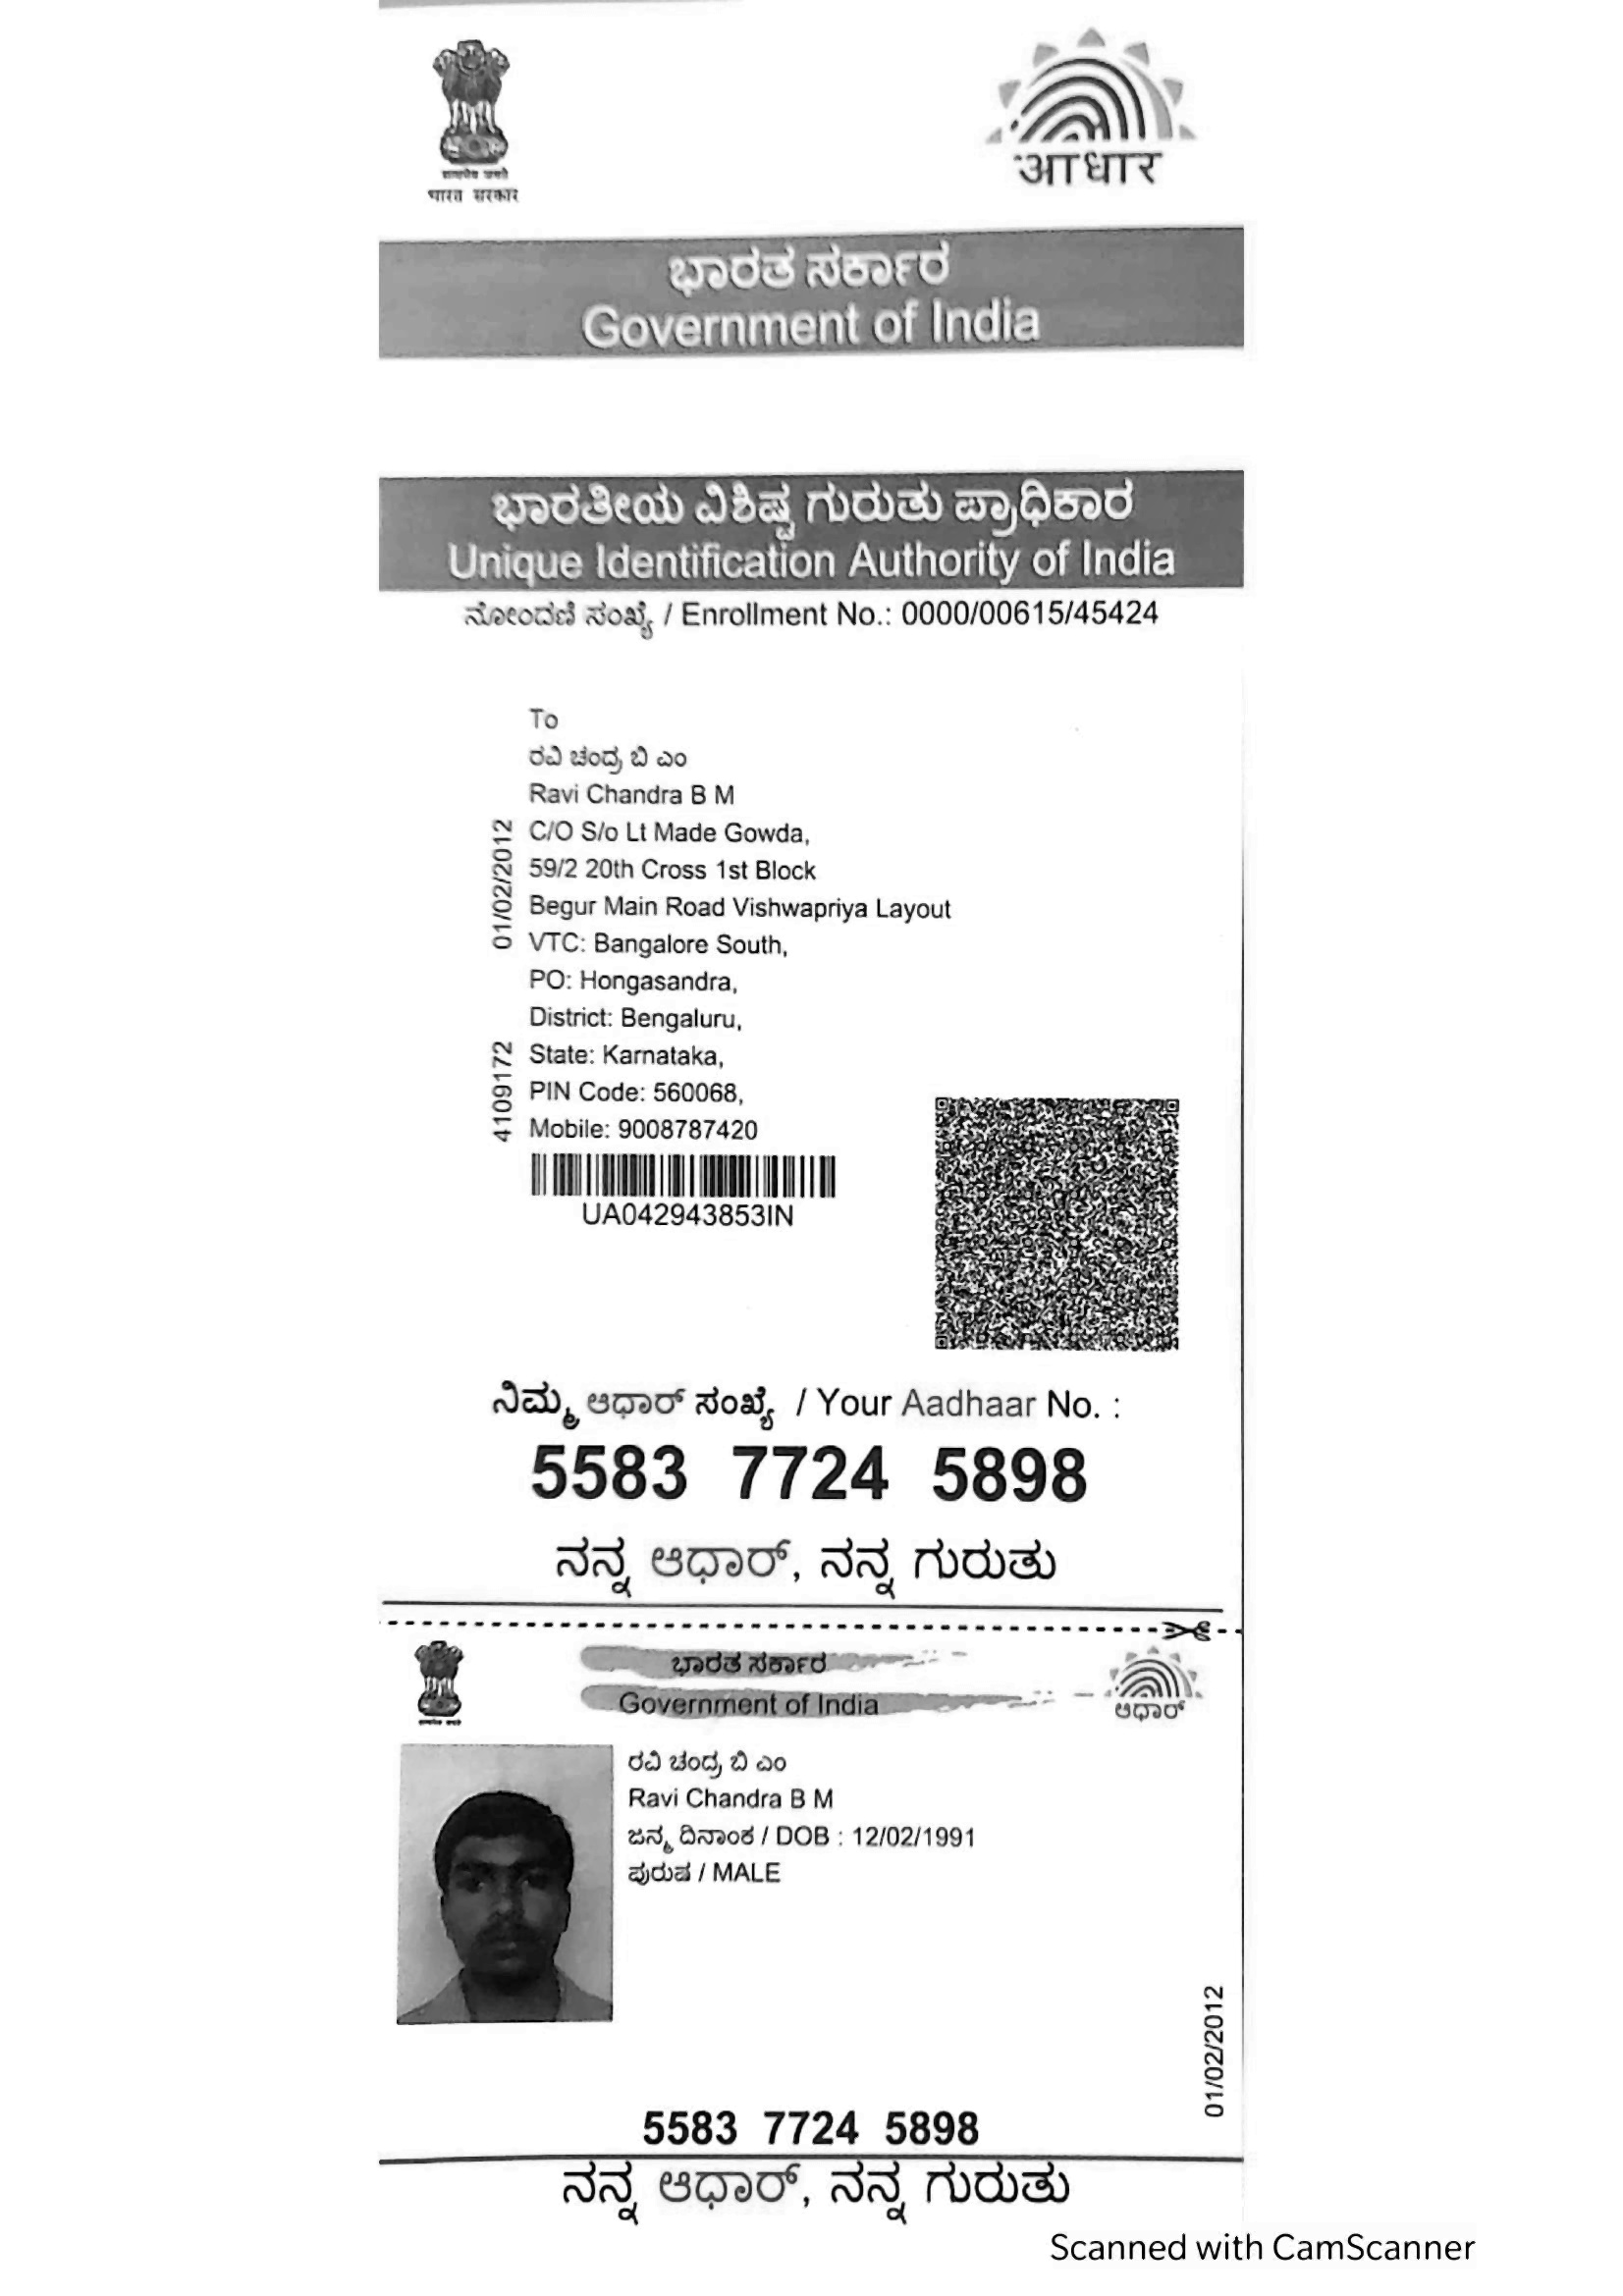 भारत सरकार
आधार
ಭಾರತ ಸರ್ಕಾರ
Government of India
ಭಾರತೀಯ ವಿಶಿಷ್ಟ ಗುರುತು ಪ್ರಾಧಿಕಾರ
Unique Identification Authority of India
ನೋಂದಣಿ ಸಂಖ್ಯೆ / Enrollment No.: 0000/00615/45424
To
ರವಿ ಚಂದ್ರ ಬಿ ಎಂ
Ravi Chandra B M
C/O S/o Lt Made Gowda,
59/2 20th Cross 1st Block
Begur Main Road Vishwapriya Layout
VTC: Bangalore South,
PO: Hongasandra,
District: Bengaluru,
State: Karnataka,
PIN Code: 560068,
Mobile: 9008787420
01/02/2012
4109172
UA042943853IN
ನಿಮ್ಮ ಆಧಾರ್ ಸಂಖ್ಯೆ / Your Aadhaar No. :
5583 7724 5898
ನನ್ನ ಆಧಾರ್, ನನ್ನ ಗುರುತು
ಭಾರತ ಸರ್ಕಾರ
Government of India
ಆಧಾರ್
ರವಿ ಚಂದ್ರ ಬಿ ಎಂ
Ravi Chandra B M
ಜನ್ಮ ದಿನಾಂಕ / DOB : 12/02/1991
ಪುರುಷ / MALE
01/02/2012
5583 7724 5898
ನನ್ನ ಆಧಾರ್, ನನ್ನ ಗುರುತು
Scanned with CamScanner